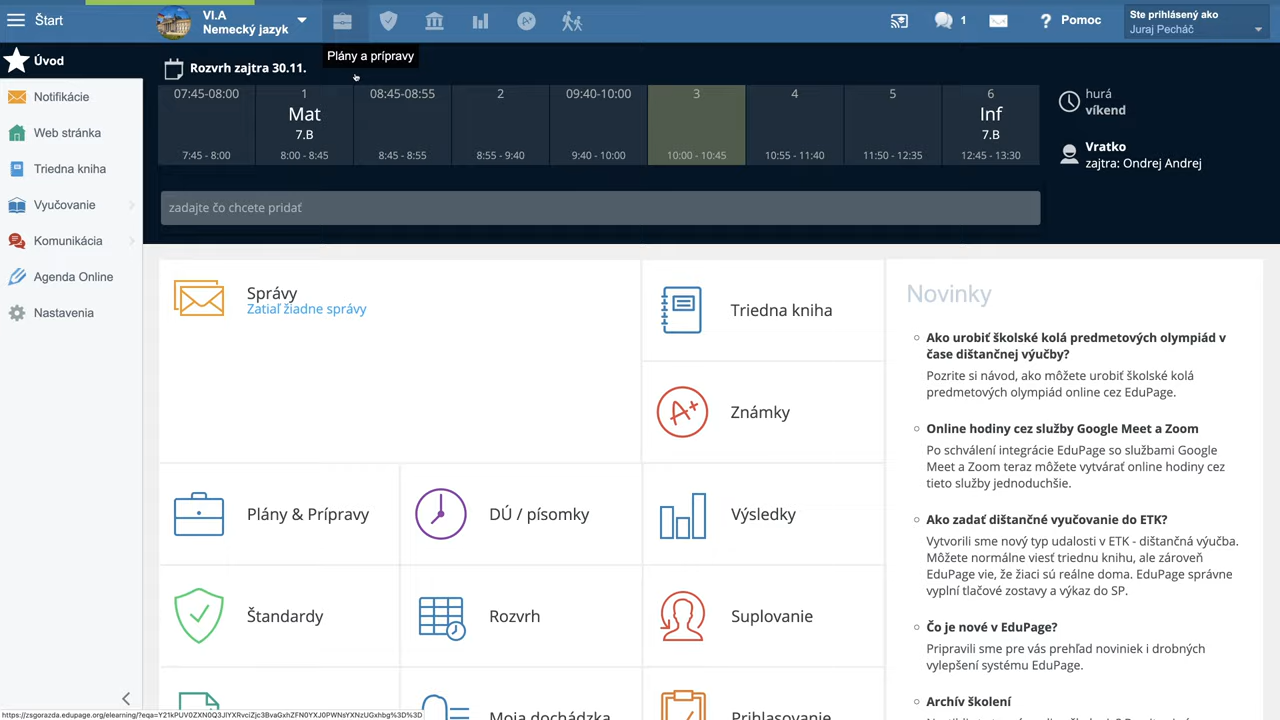 Štart
VI.A
Nemecký jazyk
1
Pomoc
Ste prihlásený ako
Juraj Pecháč
Plány a prípravy
Úvod
Notifikácie
Web stránka
Triedna kniha
Vyučovanie
Komunikácia
Agenda Online
Nastavenia
Rozvrh zajtra 30.11.
07:45-08:00
7:45 - 8:00
1
Mat
7.B
8:00 - 8:45
08:45-08:55
8:45 - 8:55
2
8:55 - 9:40
09:40-10:00
9:40 - 10:00
3
10:00 - 10:45
4
10:55 - 11:40
5
11:50 - 12:35
6
Inf
7.B
12:45 - 13:30
hurá
víkend
Vratko
zajtra: Ondrej Andrej
zadajte čo chcete pridať
Správy
Zatiaľ žiadne správy
Triedna kniha
A+
Známky
Plány & Prípravy
DÚ / písomky
Výsledky
Štandardy
Rozvrh
Suplovanie
Moja dochádzka
Prihlasovanie
Novinky
Ako urobiť školské kolá predmetových olympiád v
čase dištančnej výučby?
Pozrite si návod, ako môžete urobiť školské kolá
predmetových olympiád online cez EduPage.
Online hodiny cez služby Google Meet a Zoom
Po schválení integrácie EduPage so službami Google
Meet a Zoom teraz môžete vytvárať online hodiny cez
tieto služby jednoduchšie.
Ako zadať dištančné vyučovanie do ETK?
Vytvorili sme nový typ udalosti v ETK - dištančná výučba.
Môžete normálne viesť triednu knihu, ale zároveň
EduPage vie, že žiaci sú reálne doma. EduPage správne
vyplní tlačové zostavy a výkaz do ŠP.
Čo je nové v EduPage?
Pripravili sme pre vás prehľad noviniek i drobných
vylepšení systému EduPage.
Archív školení